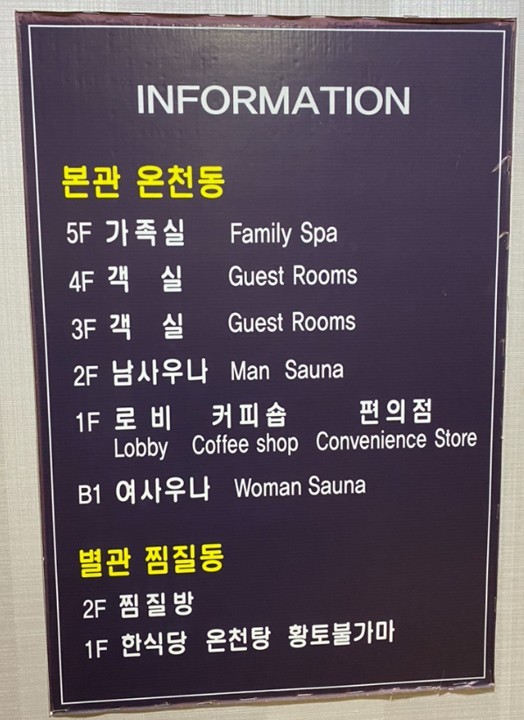 INFORMATION
본관 온천동
5F 가족실 Family Spa
4F 객 실 Guest Rooms
3F 객 실 Guest Rooms
2F 남사우나 Man Sauna
1F 로 비 커피숍 편의점
Lobby Coffee shop Convenience Store
B1 여사우나 Woman Sauna
별관 찜질동
2F 찜질방
1F 한식당 온천탕 황토불가마